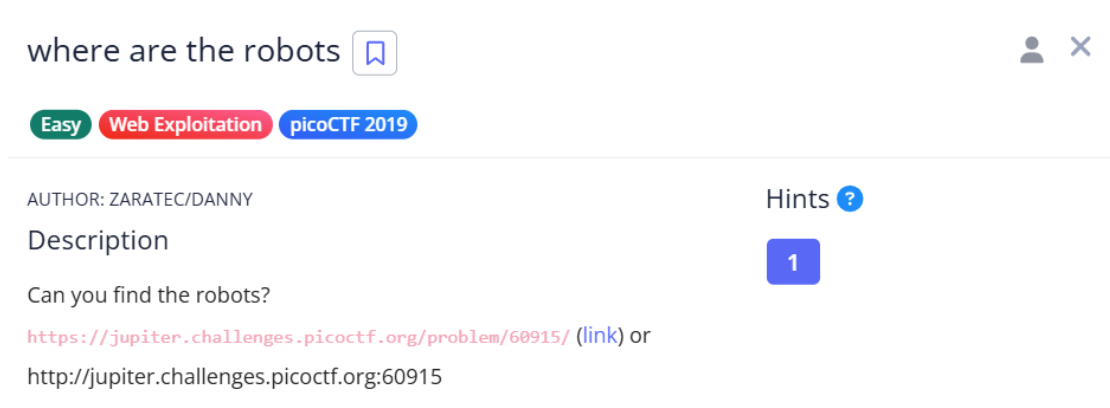 where are the robots
Easy Web Exploitation picoCTF 2019
AUTHOR: ZARATEC/DANNY
Description
Can you find the robots?
https://jupiter.challenges.picoctf.org/problem/60915/ (link) or
http://jupiter.challenges.picoctf.org:60915
Hints ?
1